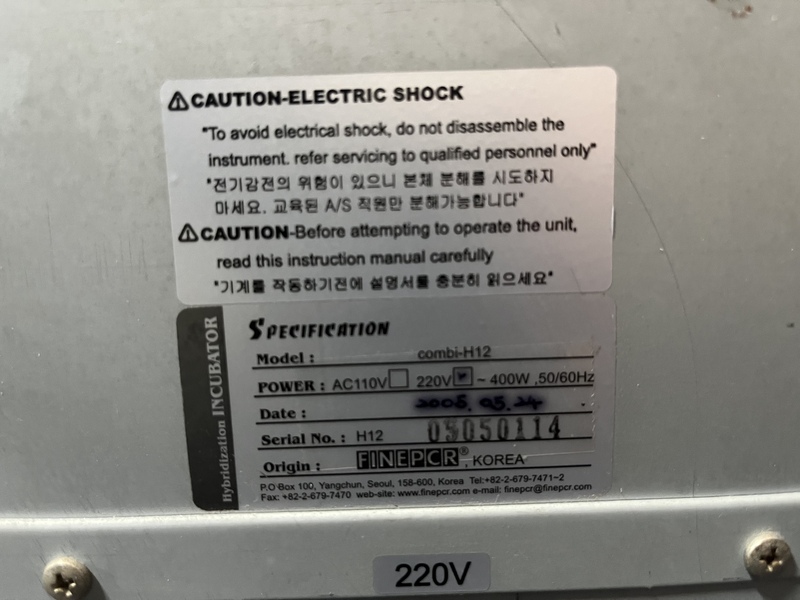 ⚠CAUTION-ELECTRIC SHOCK
"To avoid electrical shock, do not disassemble the
instrument. refer servicing to qualified personnel only"
"전기감전의 위험이 있으니 본체 분해를 시도하지
마세요. 교육된 A/S 직원만 분해가능합니다"
⚠CAUTION-Before attempting to operate the unit,
read this instruction manual carefully
"기계를 작동하기전에 설명서를 충분히 읽으세요"
Hybridization INCUBATOR
SPECIFICATION
Model : combi-H12
POWER : AC110V□ 220V☑ ~ 400W ,50/60Hz
Date : 2005. 05. 24
Serial No. : H12 05050114
Origin : FINEPCR® , KOREA
P.O Box 100, Yangchun, Seoul, 158-600, Korea Tel:+82-2-679-7471~2
Fax: +82-2-679-7470 web-site: www.finepcr.com e-mail: finepcr@finepcr.com
220V